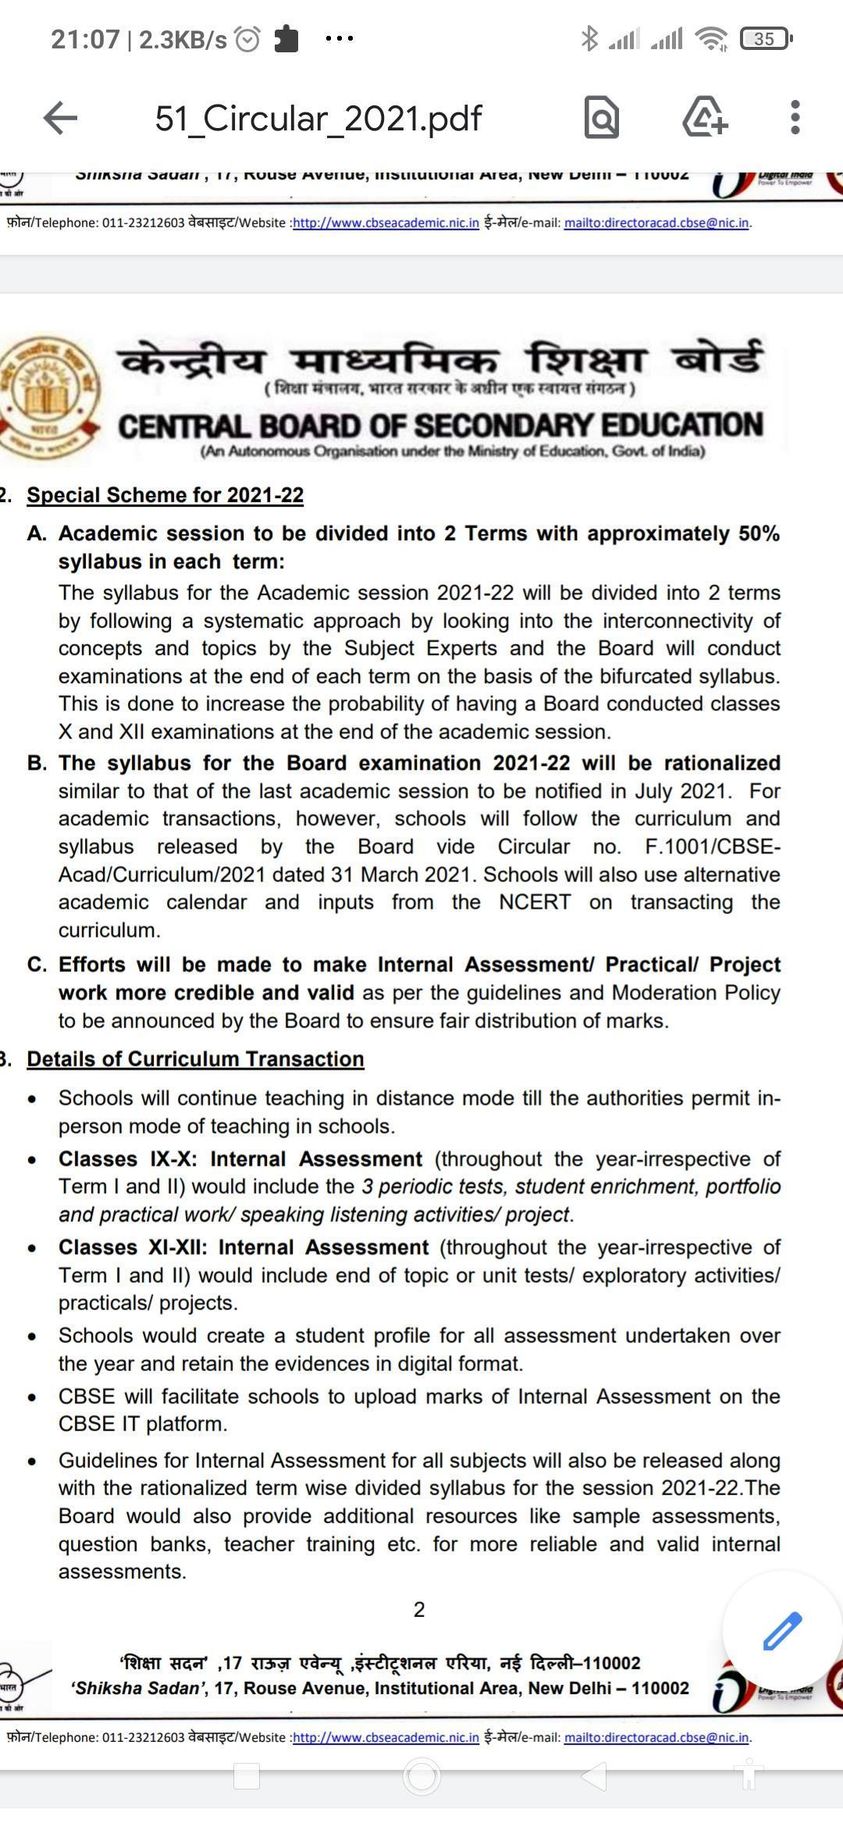 21:07 | 2.3KB/s ... 35
51_Circular_2021.pdf
Shiksha Sadan', 17, Rouse Avenue, Institutional Area, New Delhi – 110002
Digital India
Power To Empower
फ़ोन/Telephone: 011-23212603 वेबसाइट/Website :http://www.cbseacademic.nic.in ई-मेल/e-mail: mailto:directoracad.cbse@nic.in.
केन्द्रीय माध्यमिक शिक्षा बोर्ड
(शिक्षा मंत्रालय, भारत सरकार के अधीन एक स्वायत्त संगठन)
CENTRAL BOARD OF SECONDARY EDUCATION
(An Autonomous Organisation under the Ministry of Education, Govt. of India)
भारत
2. Special Scheme for 2021-22
A. Academic session to be divided into 2 Terms with approximately 50%
syllabus in each term:
The syllabus for the Academic session 2021-22 will be divided into 2 terms
by following a systematic approach by looking into the interconnectivity of
concepts and topics by the Subject Experts and the Board will conduct
examinations at the end of each term on the basis of the bifurcated syllabus.
This is done to increase the probability of having a Board conducted classes
X and XII examinations at the end of the academic session.
B. The syllabus for the Board examination 2021-22 will be rationalized
similar to that of the last academic session to be notified in July 2021. For
academic transactions, however, schools will follow the curriculum and
syllabus released by the Board vide Circular no. F.1001/CBSE-
Acad/Curriculum/2021 dated 31 March 2021. Schools will also use alternative
academic calendar and inputs from the NCERT on transacting the
curriculum.
C. Efforts will be made to make Internal Assessment/ Practical/ Project
work more credible and valid as per the guidelines and Moderation Policy
to be announced by the Board to ensure fair distribution of marks.
3. Details of Curriculum Transaction
• Schools will continue teaching in distance mode till the authorities permit in-
person mode of teaching in schools.
• Classes IX-X: Internal Assessment (throughout the year-irrespective of
Term I and II) would include the 3 periodic tests, student enrichment, portfolio
and practical work/ speaking listening activities/ project.
• Classes XI-XII: Internal Assessment (throughout the year-irrespective of
Term I and II) would include end of topic or unit tests/ exploratory activities/
practicals/ projects.
• Schools would create a student profile for all assessment undertaken over
the year and retain the evidences in digital format.
• CBSE will facilitate schools to upload marks of Internal Assessment on the
CBSE IT platform.
• Guidelines for Internal Assessment for all subjects will also be released along
with the rationalized term wise divided syllabus for the session 2021-22.The
Board would also provide additional resources like sample assessments,
question banks, teacher training etc. for more reliable and valid internal
assessments.
2
'शिक्षा सदन' ,17 राऊज़ एवेन्यू ,इंस्टीटूशनल एरिया, नई दिल्ली–110002
'Shiksha Sadan', 17, Rouse Avenue, Institutional Area, New Delhi – 110002
Power To Empower
फ़ोन/Telephone: 011-23212603 वेबसाइट/Website :http://www.cbseacademic.nic.in ई-मेल/e-mail: mailto:directoracad.cbse@nic.in.